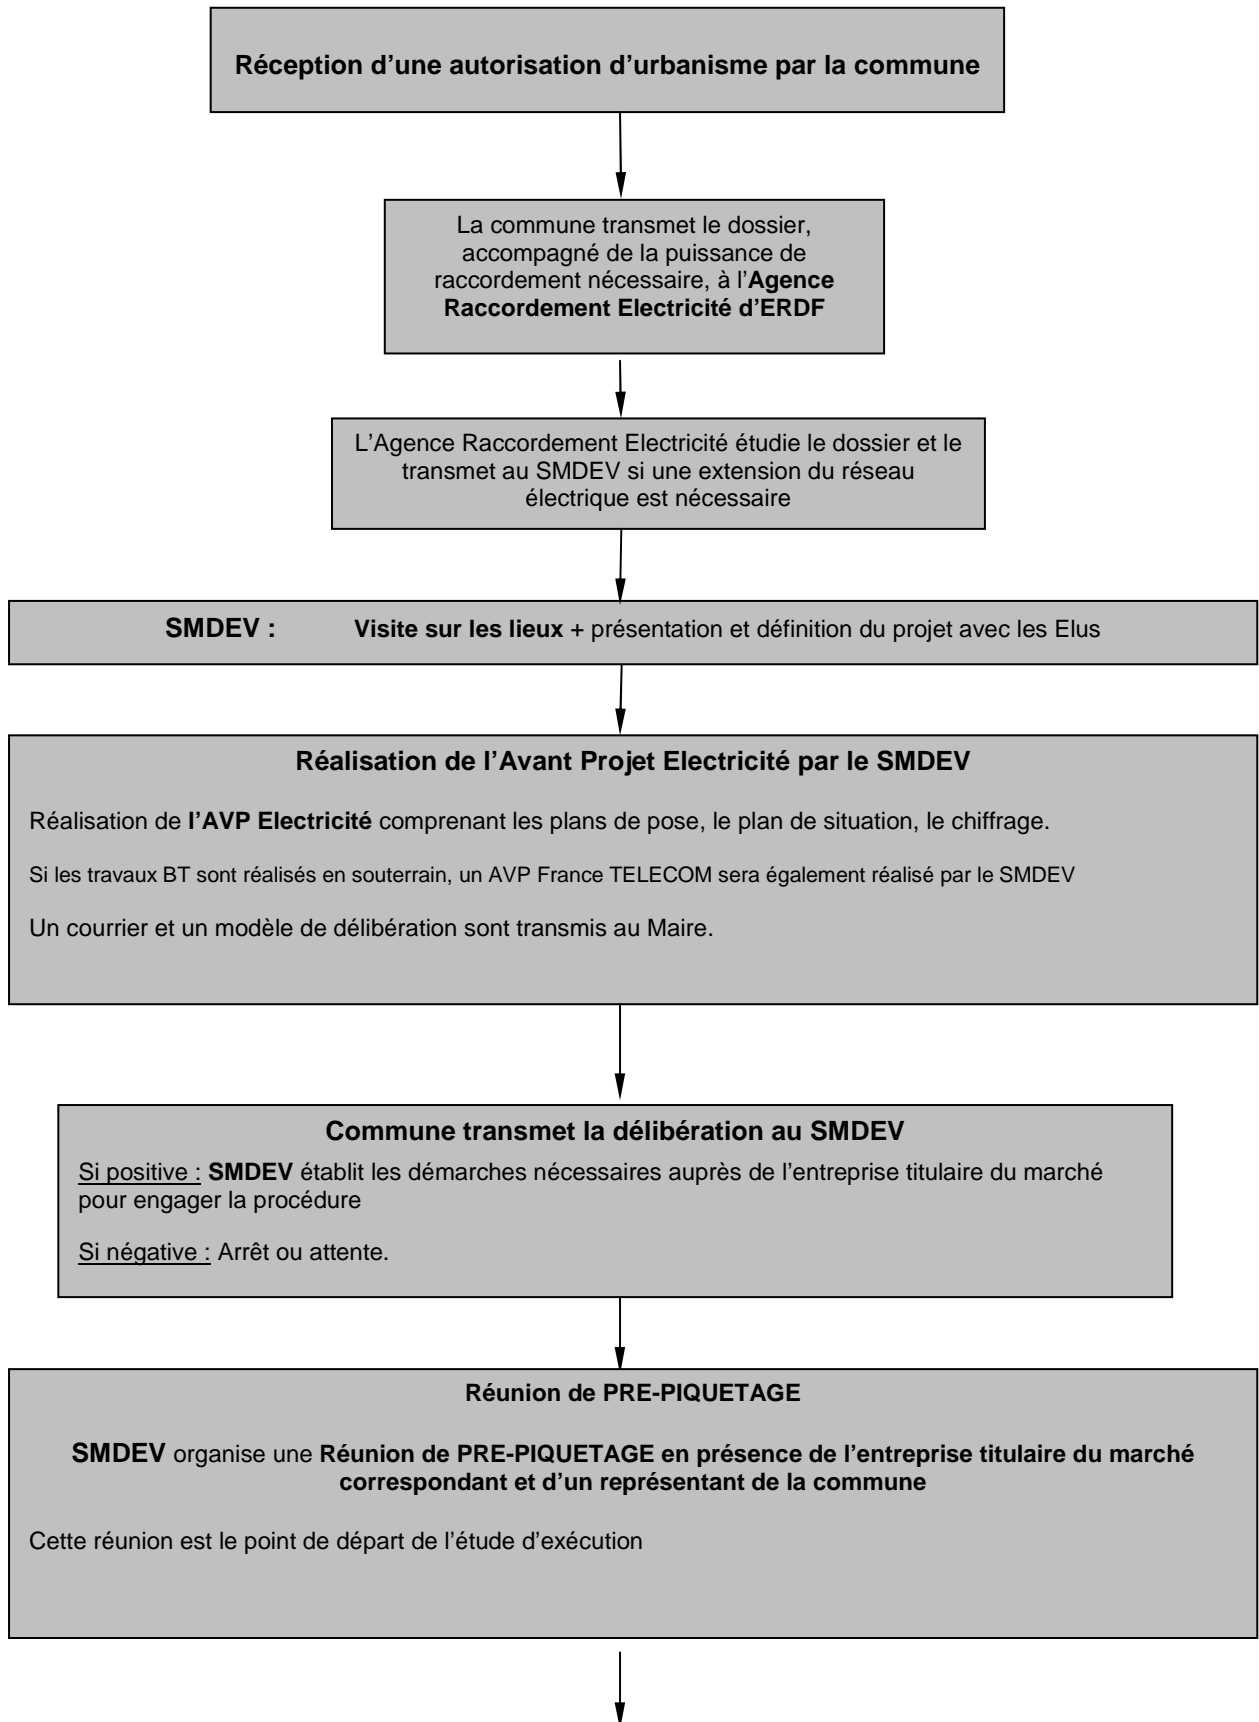 Réception d’une autorisation d’urbanisme par la commune
La commune transmet le dossier,
accompagné de la puissance de
raccordement nécessaire, à l’Agence
Raccordement Electricité d’ERDF
L’Agence Raccordement Electricité étudie le dossier et le
transmet au SMDEV si une extension du réseau
électrique est nécessaire
SMDEV : Visite sur les lieux + présentation et définition du projet avec les Elus
Réalisation de l’Avant Projet Electricité par le SMDEV
Réalisation de l’AVP Electricité comprenant les plans de pose, le plan de situation, le chiffrage.
Si les travaux BT sont réalisés en souterrain, un AVP France TELECOM sera également réalisé par le SMDEV
Un courrier et un modèle de délibération sont transmis au Maire.
Commune transmet la délibération au SMDEV
Si positive : SMDEV établit les démarches nécessaires auprès de l’entreprise titulaire du marché
pour engager la procédure
Si négative : Arrêt ou attente.
Réunion de PRE-PIQUETAGE
SMDEV organise une Réunion de PRE-PIQUETAGE en présence de l’entreprise titulaire du marché
correspondant et d’un représentant de la commune
Cette réunion est le point de départ de l’étude d’exécution